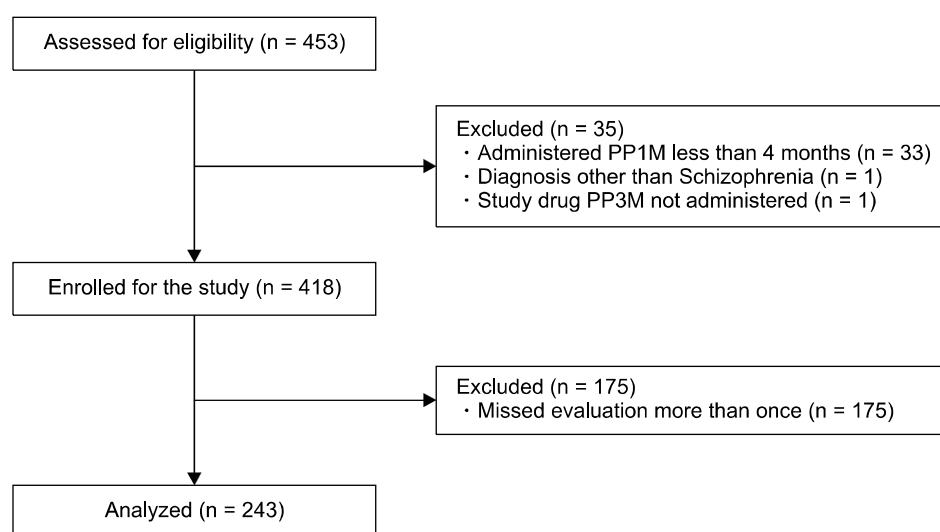 Assessed for eligibility (n = 453)
Excluded (n = 35)
· Administered PP1M less than 4 months (n = 33)
· Diagnosis other than Schizophrenia (n = 1)
· Study drug PP3M not administered (n = 1)
Enrolled for the study (n = 418)
Excluded (n = 175)
· Missed evaluation more than once (n = 175)
Analyzed (n = 243)